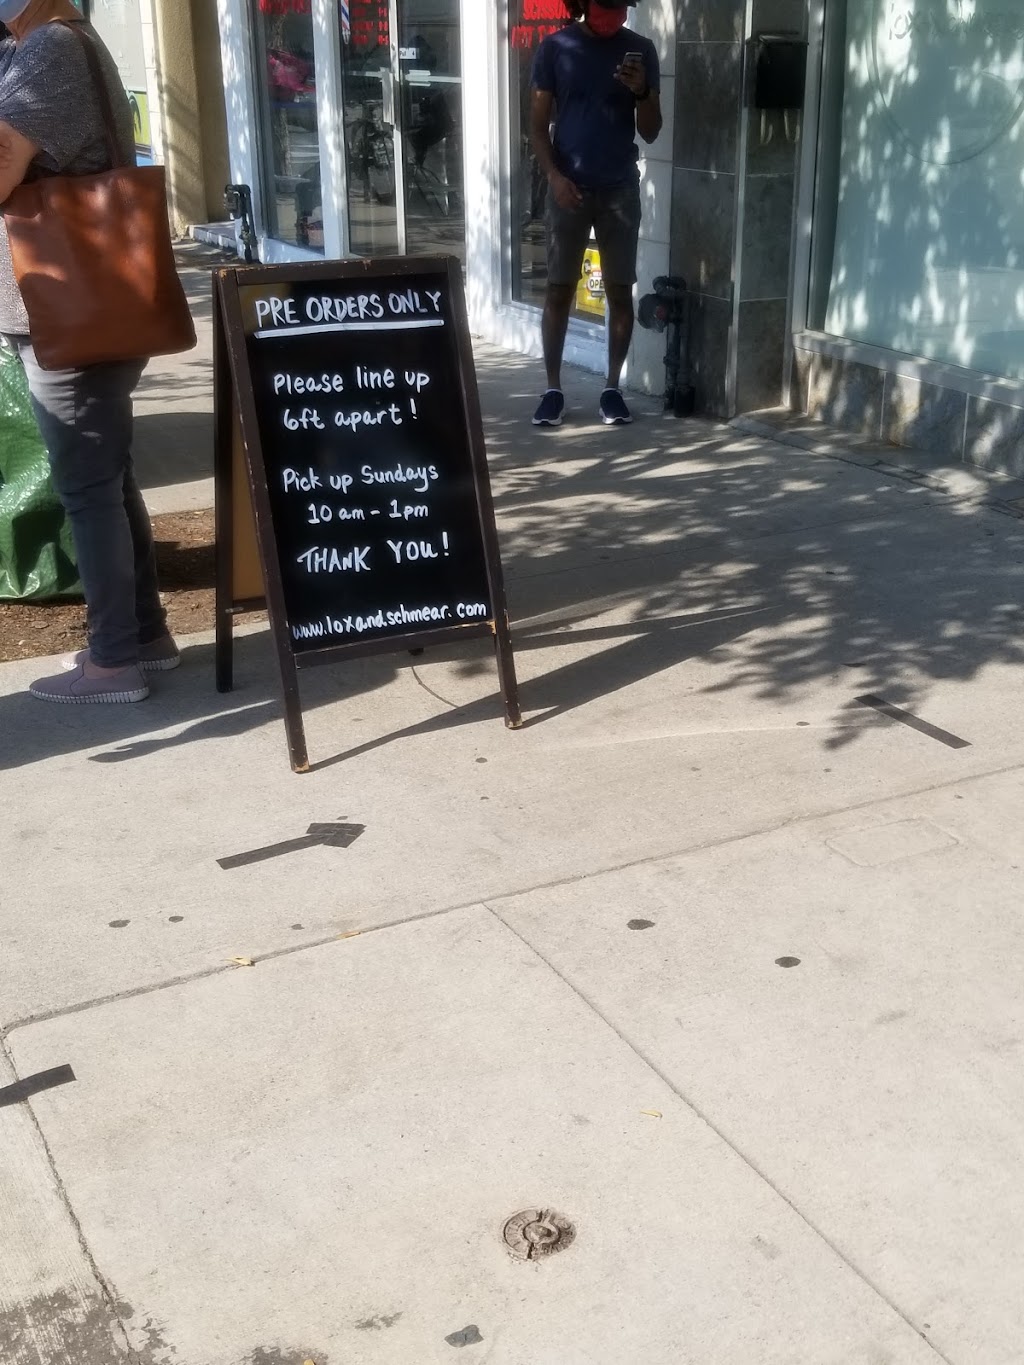 PRE ORDERS ONLY
Please line up
6ft apart!
Pick up Sundays
10 am - 1pm
THANK YOU!
www.loxandschmear.com
OPEN